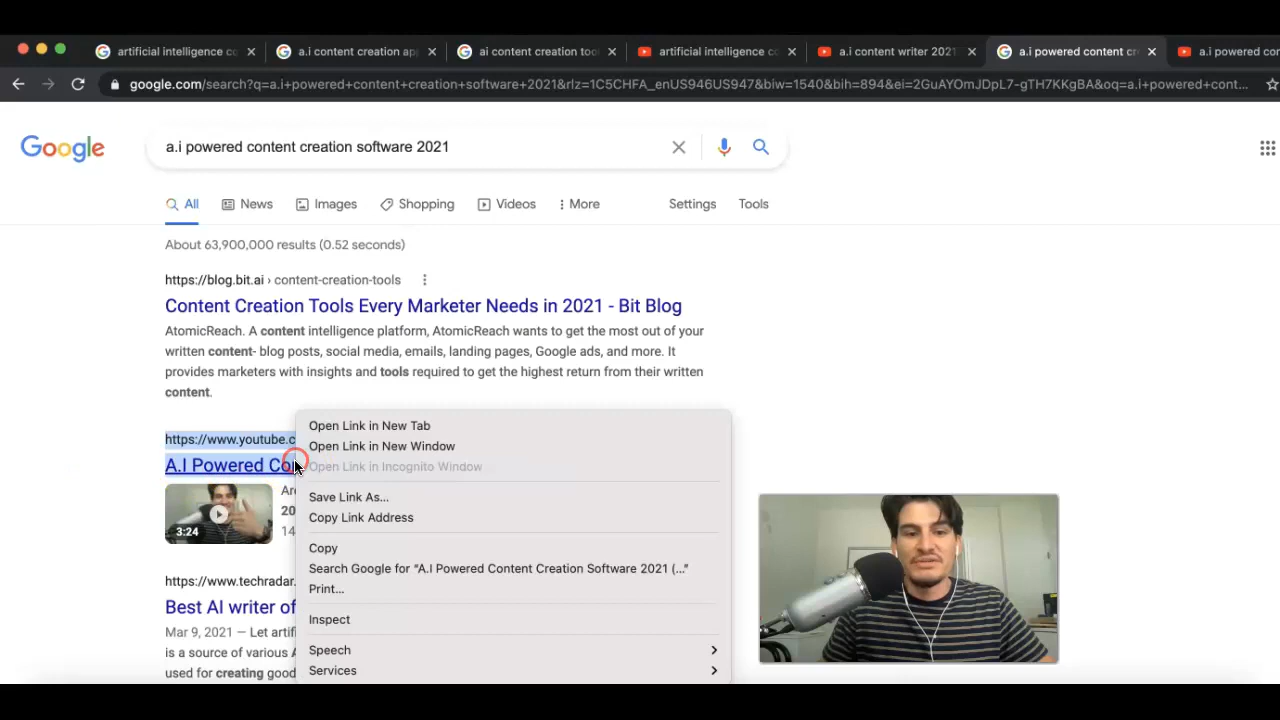 artificial intelligence co
a.i content creation app
ai content creation tool
artificial intelligence co
a.i content writer 2021
a.i powered content cr
a.i powered con
google.com/search?q=a.i+powered+content+creation+software+2021&rlz=1C5CHFA_enUS946US947&biw=1540&bih=894&ei=2GuAYOmJDpL7-gTH7KKgBA&oq=a.i+powered+cont...
Google
a.i powered content creation software 2021
All News Images Shopping Videos More Settings Tools
About 63,900,000 results (0.52 seconds)
https://blog.bit.ai › content-creation-tools
Content Creation Tools Every Marketer Needs in 2021 - Bit Blog
AtomicReach. A content intelligence platform, AtomicReach wants to get the most out of your
written content- blog posts, social media, emails, landing pages, Google ads, and more. It
provides marketers with insights and tools required to get the highest return from their written
content.
https://www.youtube.c
A.I Powered Con
Are
20
14
3:24
https://www.techradar.
Best AI writer of
Mar 9, 2021 — Let artifi
is a source of various A
used for creating good
Open Link in New Tab
Open Link in New Window
Open Link in Incognito Window
Save Link As...
Copy Link Address
Copy
Search Google for “A.I Powered Content Creation Software 2021 (...”
Print...
Inspect
Speech
Services